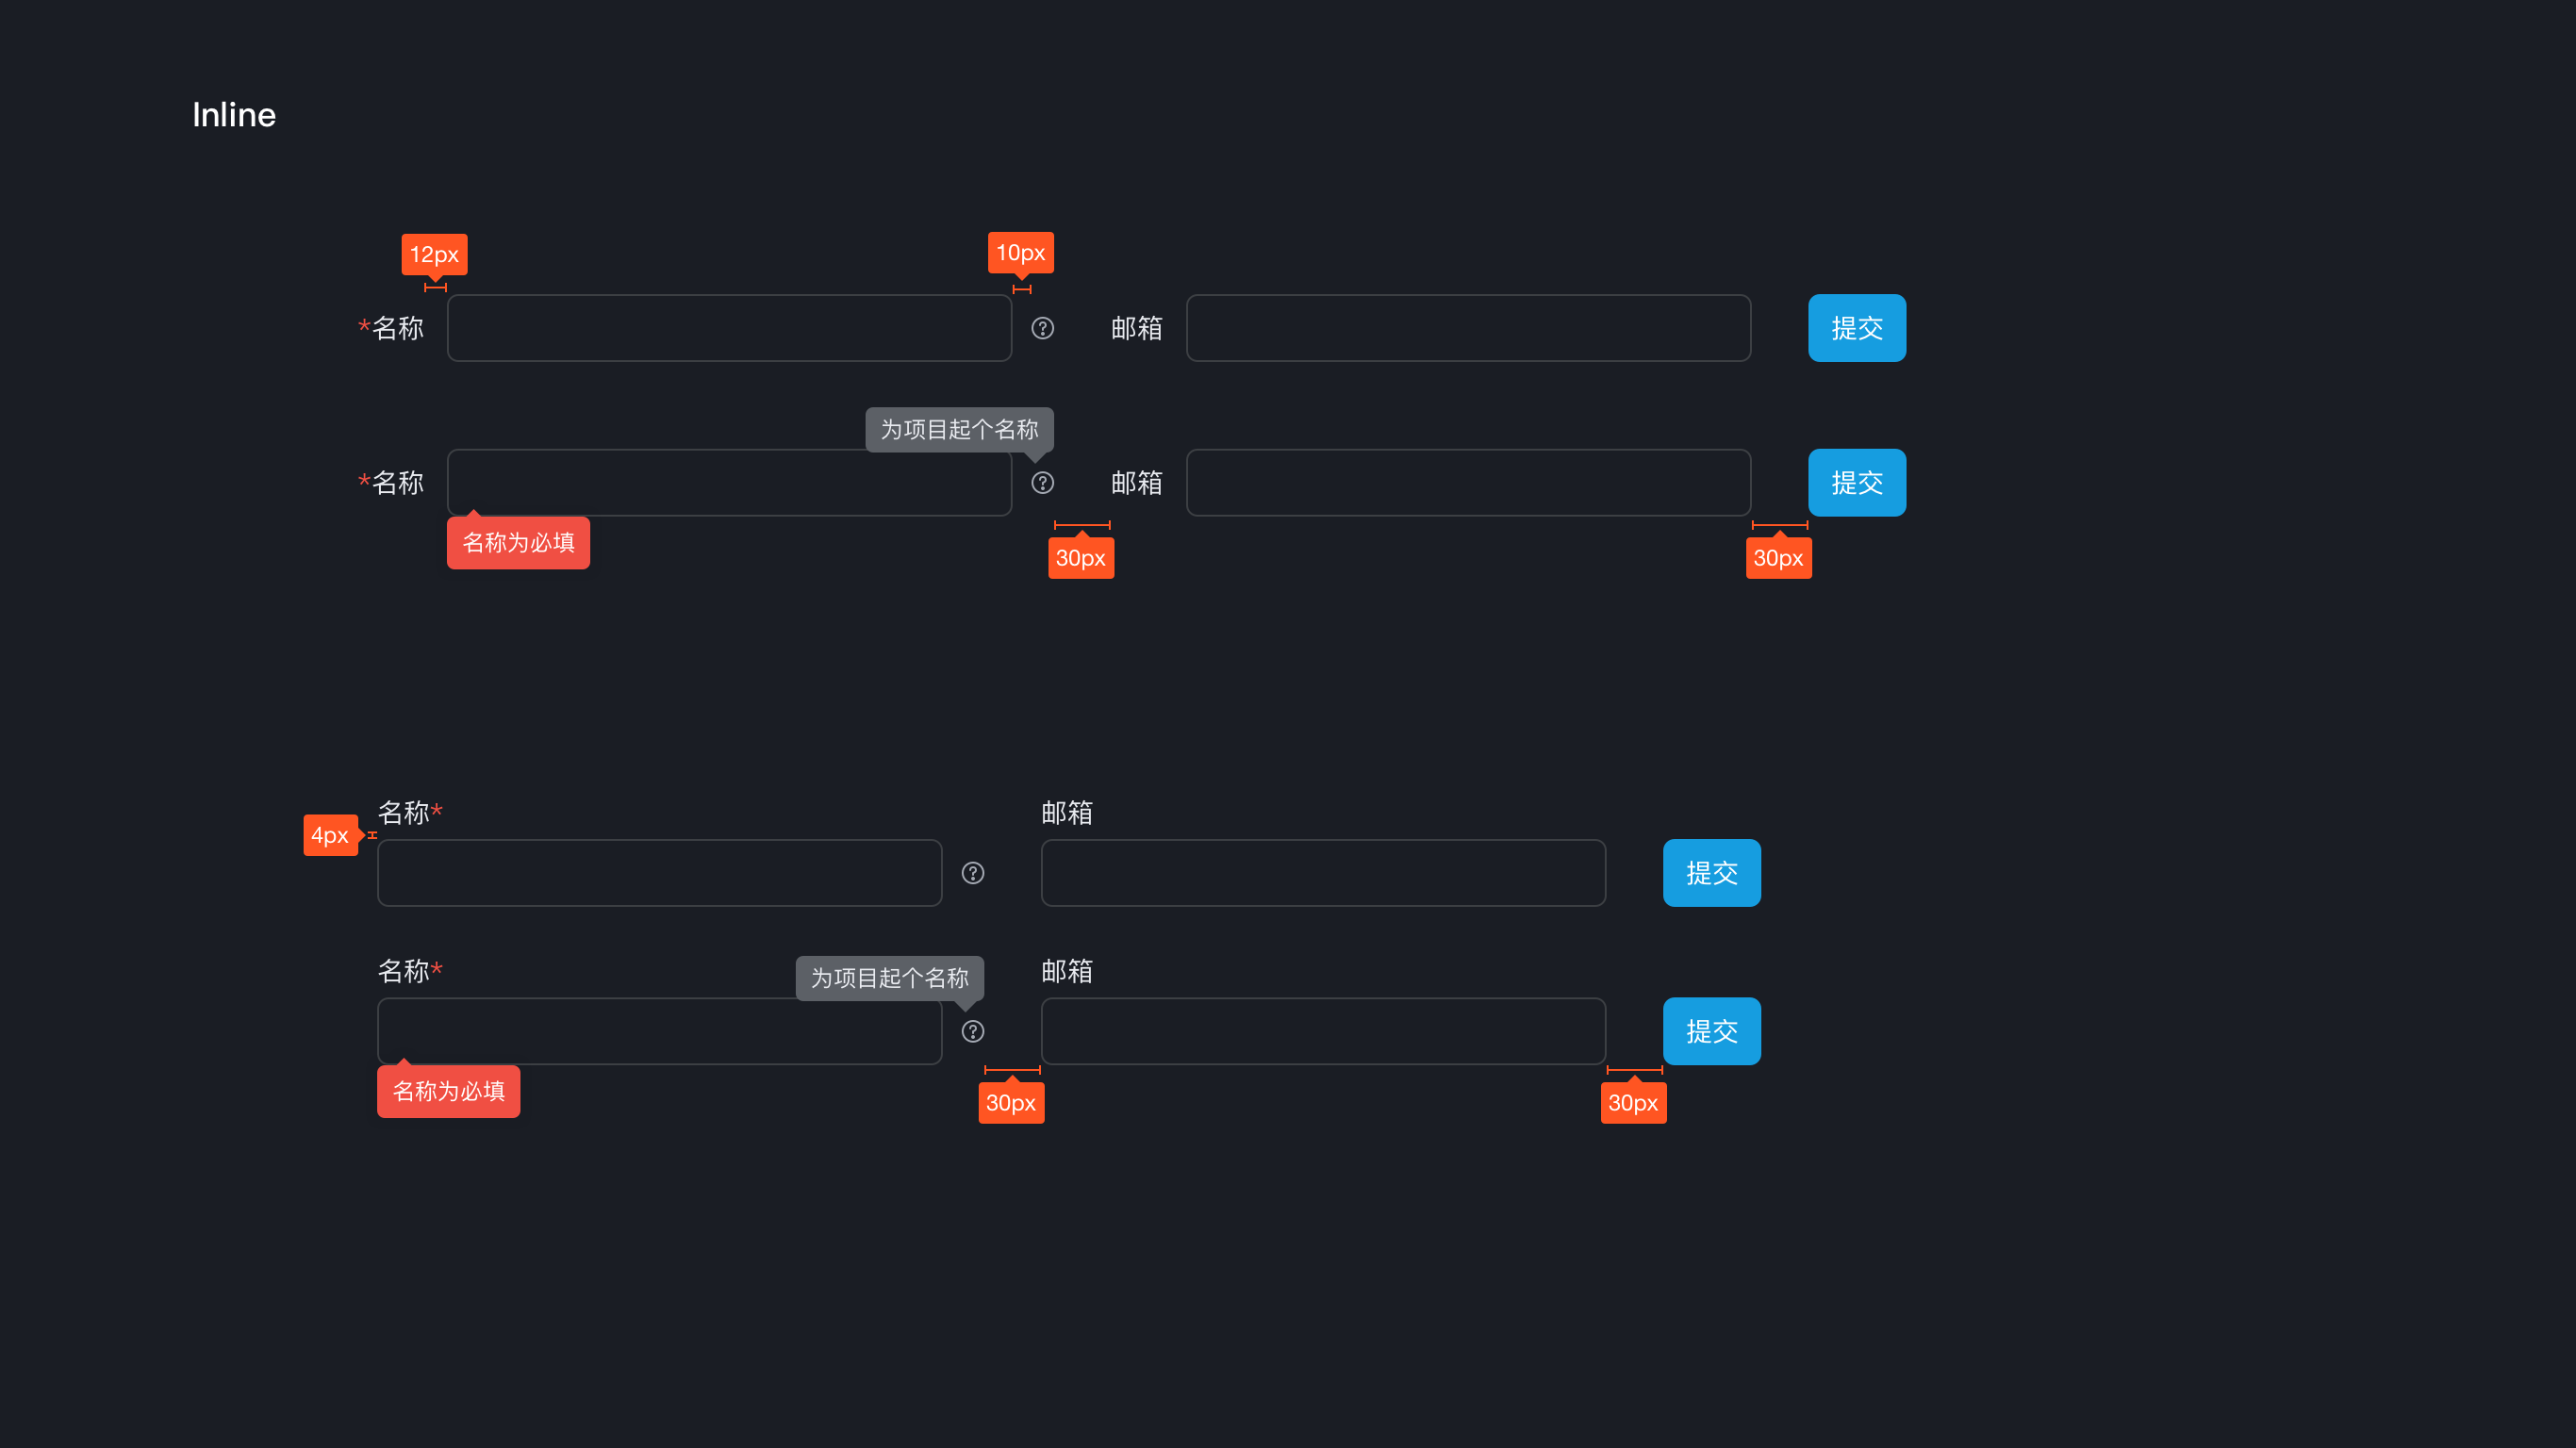 Inline
12px
10px
*名称
邮箱
提交
为项目起个名称
*名称
邮箱
提交
名称为必填
30px
30px
名称*
邮箱
4px
提交
名称*
为项目起个名称
邮箱
提交
名称为必填
30px
30px